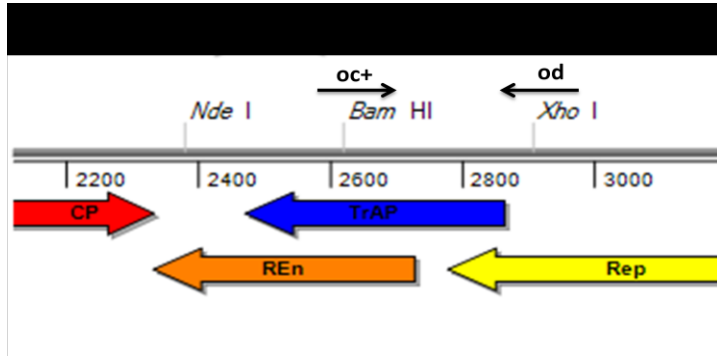 oc+ od
Nde I Bam HI Xho I
2200 2400 2600 2800 3000
CP TrAP
REn Rep